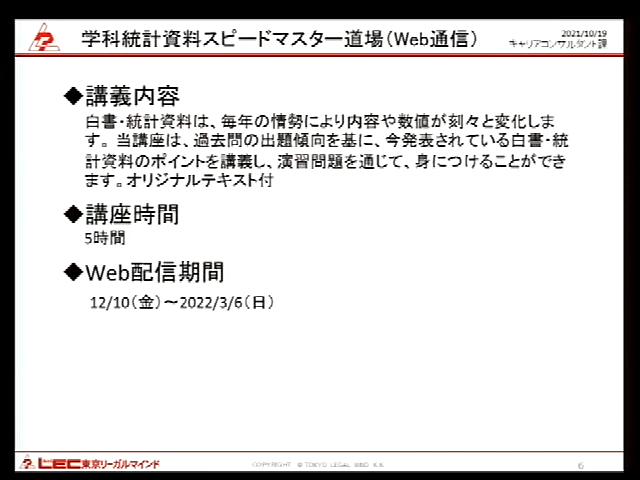 学科統計資料スピードマスター道場（Web通信）
2021/10/19
キャリアコンサルタント課
◆講義内容
白書・統計資料は、毎年の情勢により内容や数値が刻々と変化しま
す。 当講座は、過去問の出題傾向を基に、今発表されている白書・統
計資料のポイントを講義し、演習問題を通じて、身につけることができ
ます。オリジナルテキスト付
◆講座時間
5時間
◆Web配信期間
12/10（金）～2022/3/6（日）
LEC東京リーガルマインド
COPYRIGHT © TOKYO LEGAL MIND K.K.
6